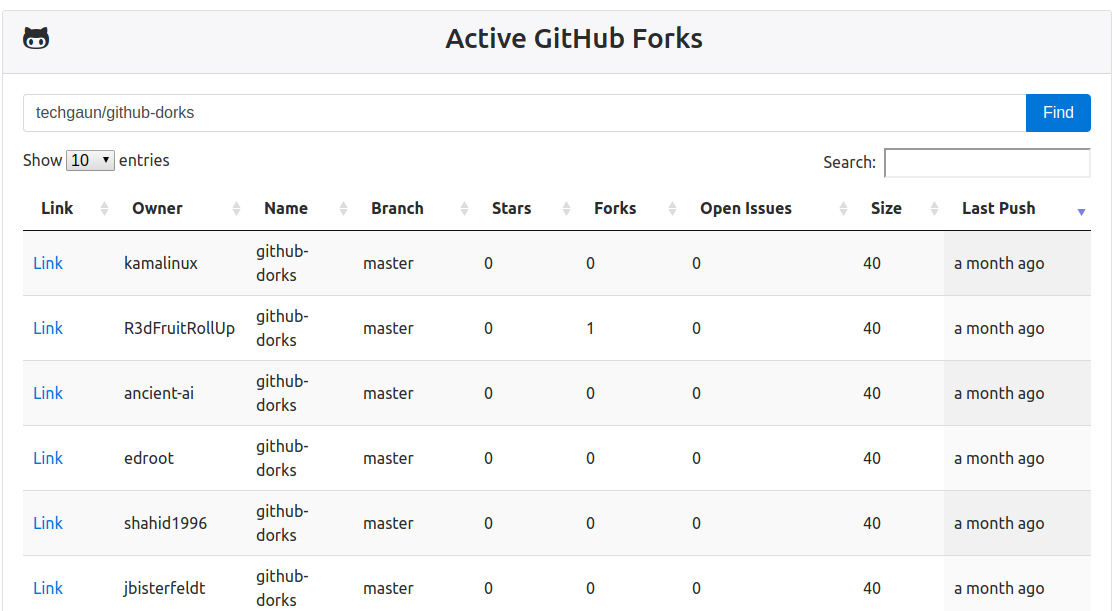 Active GitHub Forks
techgaun/github-dorks Find
Show 10 entries Search:
Link Owner Name Branch Stars Forks Open Issues Size Last Push
Link kamalinux github-dorks master 0 0 0 40 a month ago
Link R3dFruitRollUp github-dorks master 0 1 0 40 a month ago
Link ancient-ai github-dorks master 0 0 0 40 a month ago
Link edroot github-dorks master 0 0 0 40 a month ago
Link shahid1996 github-dorks master 0 0 0 40 a month ago
Link jbisterfeldt github-dorks master 0 0 0 40 a month ago